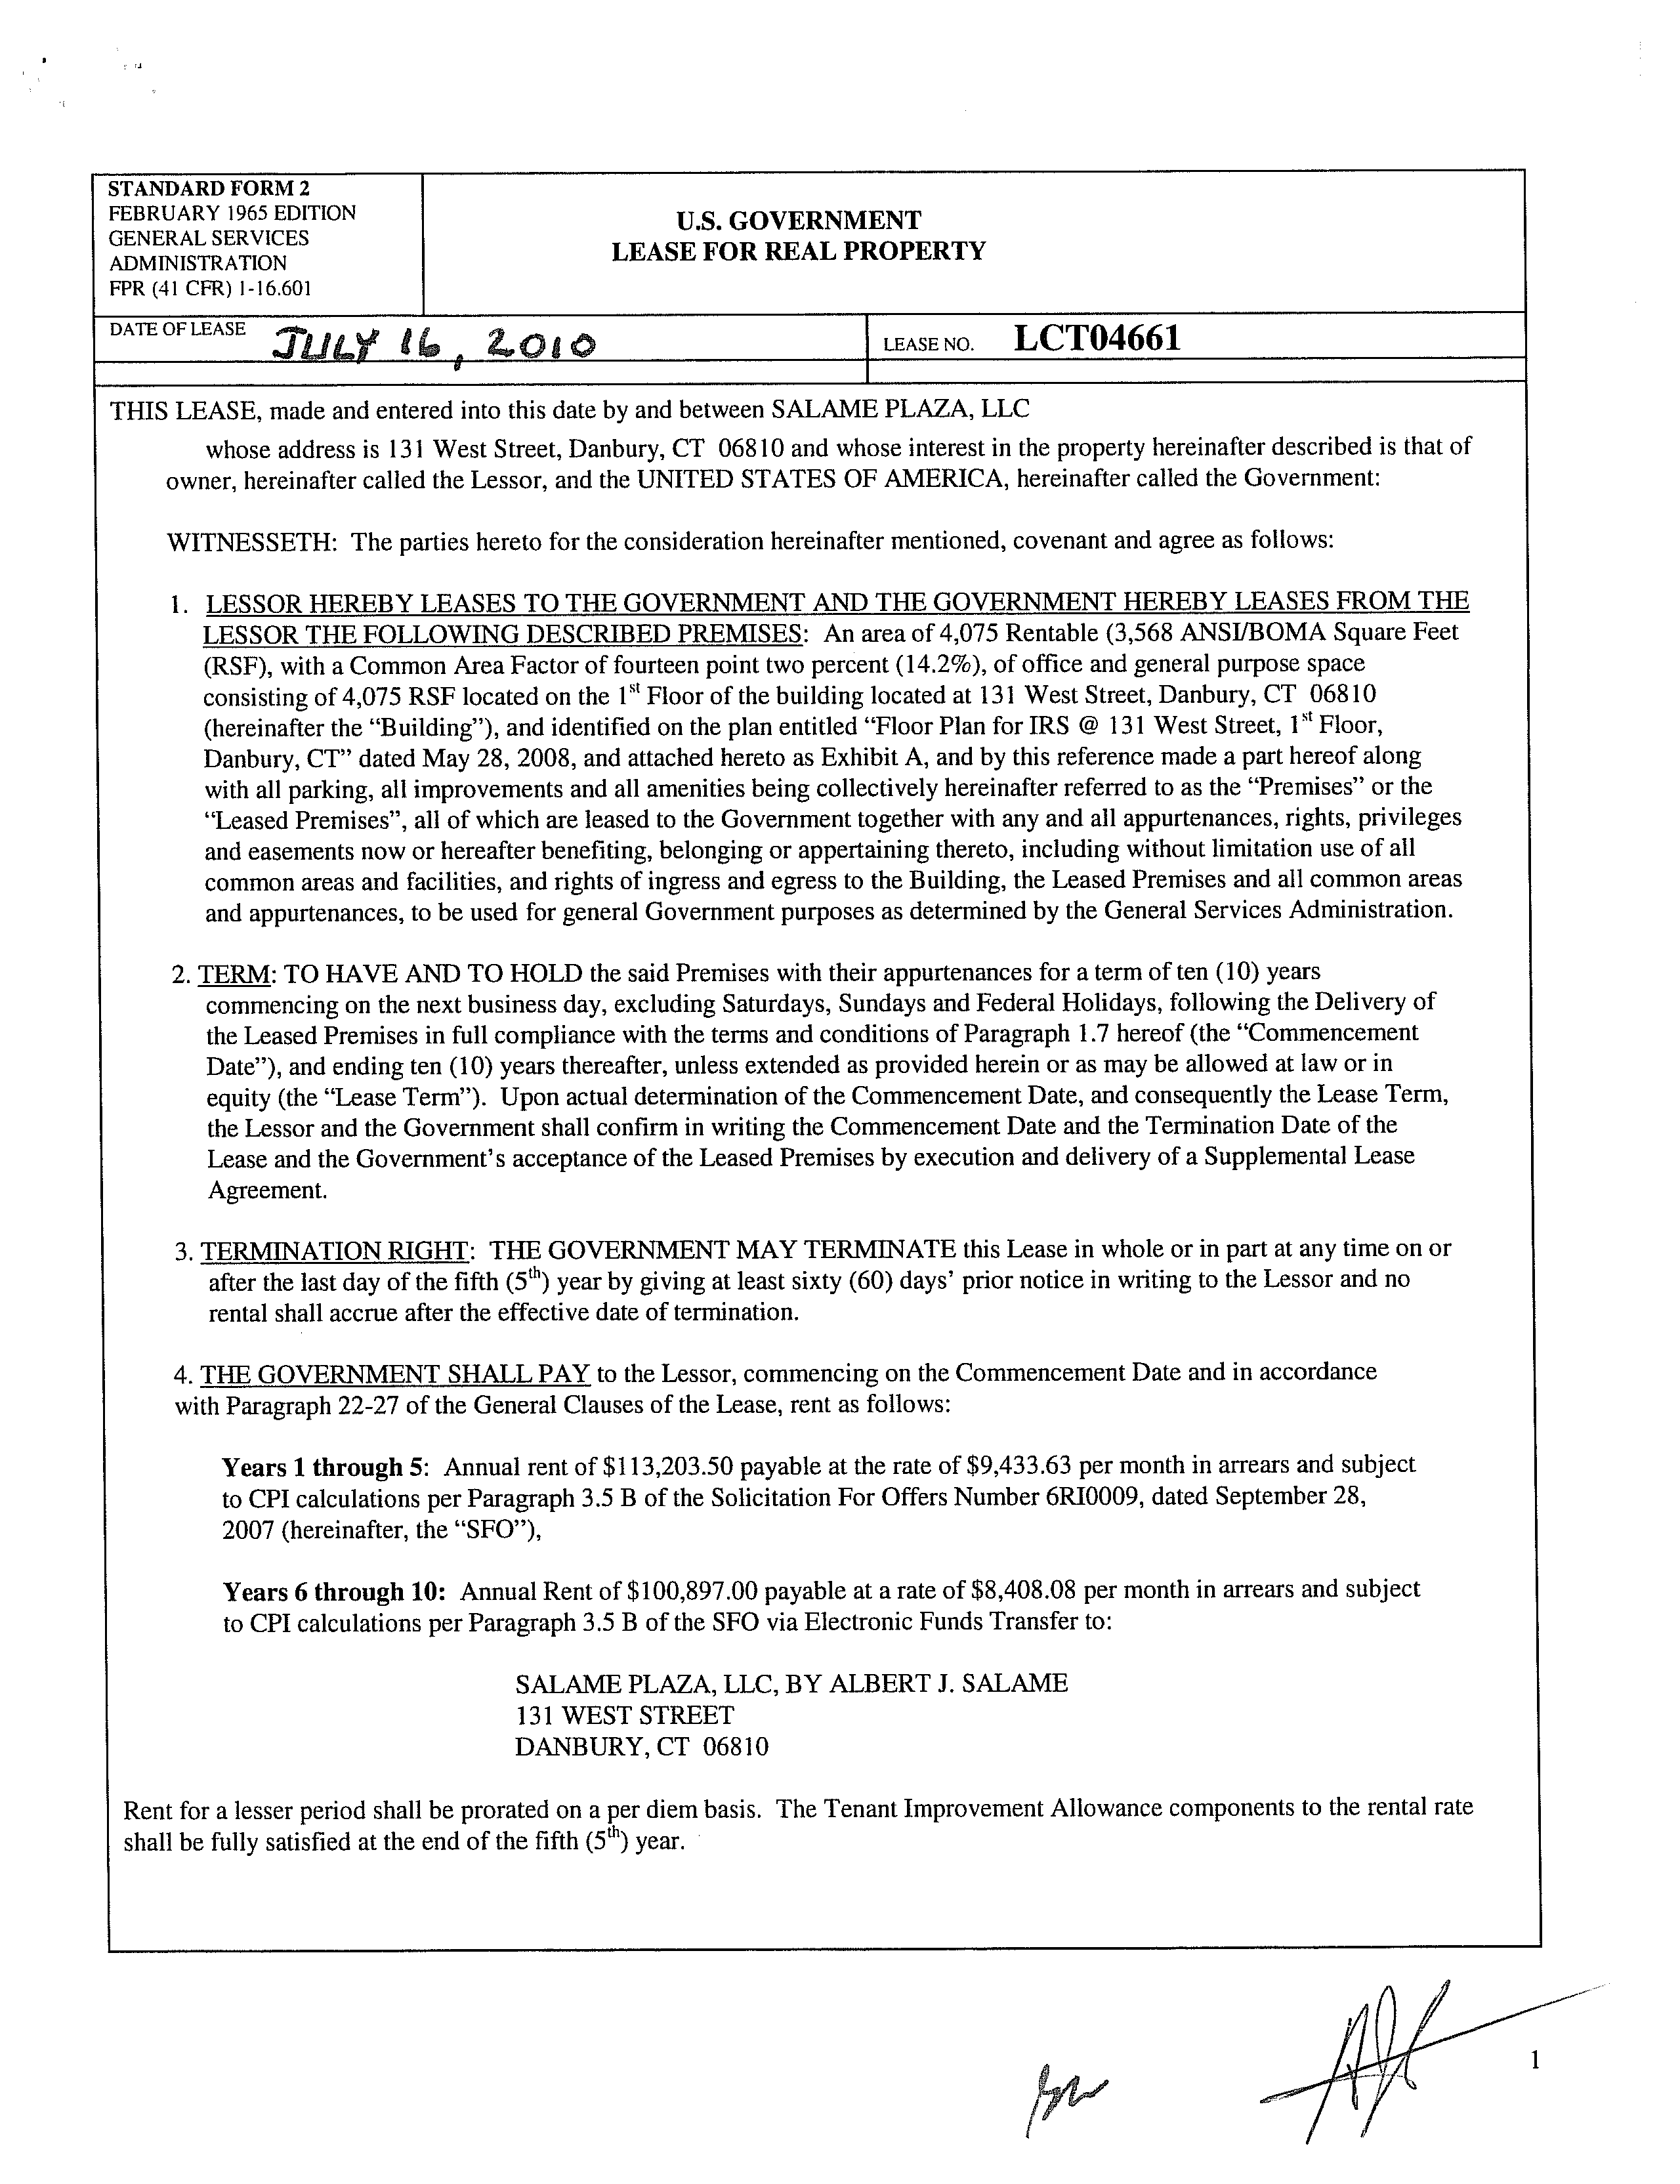 STANDARD FORM 2
FEBRUARY 1965 EDITION
GENERAL SERVICES
ADMINISTRATION
FPR (41 CFR) 1-16.601
U.S. GOVERNMENT
LEASE FOR REAL PROPERTY
DATE OF LEASE JULY 16, 2010
LEASE NO. LCT04661
THIS LEASE, made and entered into this date by and between SALAME PLAZA, LLC
whose address is 131 West Street, Danbury, CT 06810 and whose interest in the property hereinafter described is that of
owner, hereinafter called the Lessor, and the UNITED STATES OF AMERICA, hereinafter called the Government:
WITNESSETH: The parties hereto for the consideration hereinafter mentioned, covenant and agree as follows:
1. LESSOR HEREBY LEASES TO THE GOVERNMENT AND THE GOVERNMENT HEREBY LEASES FROM THE
LESSOR THE FOLLOWING DESCRIBED PREMISES: An area of 4,075 Rentable (3,568 ANSI/BOMA Square Feet
(RSF), with a Common Area Factor of fourteen point two percent (14.2%), of office and general purpose space
consisting of 4,075 RSF located on the 1st Floor of the building located at 131 West Street, Danbury, CT 06810
(hereinafter the “Building”), and identified on the plan entitled “Floor Plan for IRS @ 131 West Street, 1st Floor,
Danbury, CT” dated May 28, 2008, and attached hereto as Exhibit A, and by this reference made a part hereof along
with all parking, all improvements and all amenities being collectively hereinafter referred to as the “Premises” or the
“Leased Premises”, all of which are leased to the Government together with any and all appurtenances, rights, privileges
and easements now or hereafter benefiting, belonging or appertaining thereto, including without limitation use of all
common areas and facilities, and rights of ingress and egress to the Building, the Leased Premises and all common areas
and appurtenances, to be used for general Government purposes as determined by the General Services Administration.
2. TERM: TO HAVE AND TO HOLD the said Premises with their appurtenances for a term of ten (10) years
commencing on the next business day, excluding Saturdays, Sundays and Federal Holidays, following the Delivery of
the Leased Premises in full compliance with the terms and conditions of Paragraph 1.7 hereof (the “Commencement
Date”), and ending ten (10) years thereafter, unless extended as provided herein or as may be allowed at law or in
equity (the “Lease Term”). Upon actual determination of the Commencement Date, and consequently the Lease Term,
the Lessor and the Government shall confirm in writing the Commencement Date and the Termination Date of the
Lease and the Government’s acceptance of the Leased Premises by execution and delivery of a Supplemental Lease
Agreement.
3. TERMINATION RIGHT: THE GOVERNMENT MAY TERMINATE this Lease in whole or in part at any time on or
after the last day of the fifth (5th) year by giving at least sixty (60) days’ prior notice in writing to the Lessor and no
rental shall accrue after the effective date of termination.
4. THE GOVERNMENT SHALL PAY to the Lessor, commencing on the Commencement Date and in accordance
with Paragraph 22-27 of the General Clauses of the Lease, rent as follows:
Years 1 through 5: Annual rent of $113,203.50 payable at the rate of $9,433.63 per month in arrears and subject
to CPI calculations per Paragraph 3.5 B of the Solicitation For Offers Number 6RI0009, dated September 28,
2007 (hereinafter, the “SFO”),
Years 6 through 10: Annual Rent of $100,897.00 payable at a rate of $8,408.08 per month in arrears and subject
to CPI calculations per Paragraph 3.5 B of the SFO via Electronic Funds Transfer to:
SALAME PLAZA, LLC, BY ALBERT J. SALAME
131 WEST STREET
DANBURY, CT 06810
Rent for a lesser period shall be prorated on a per diem basis. The Tenant Improvement Allowance components to the rental rate
shall be fully satisfied at the end of the fifth (5th) year.
1